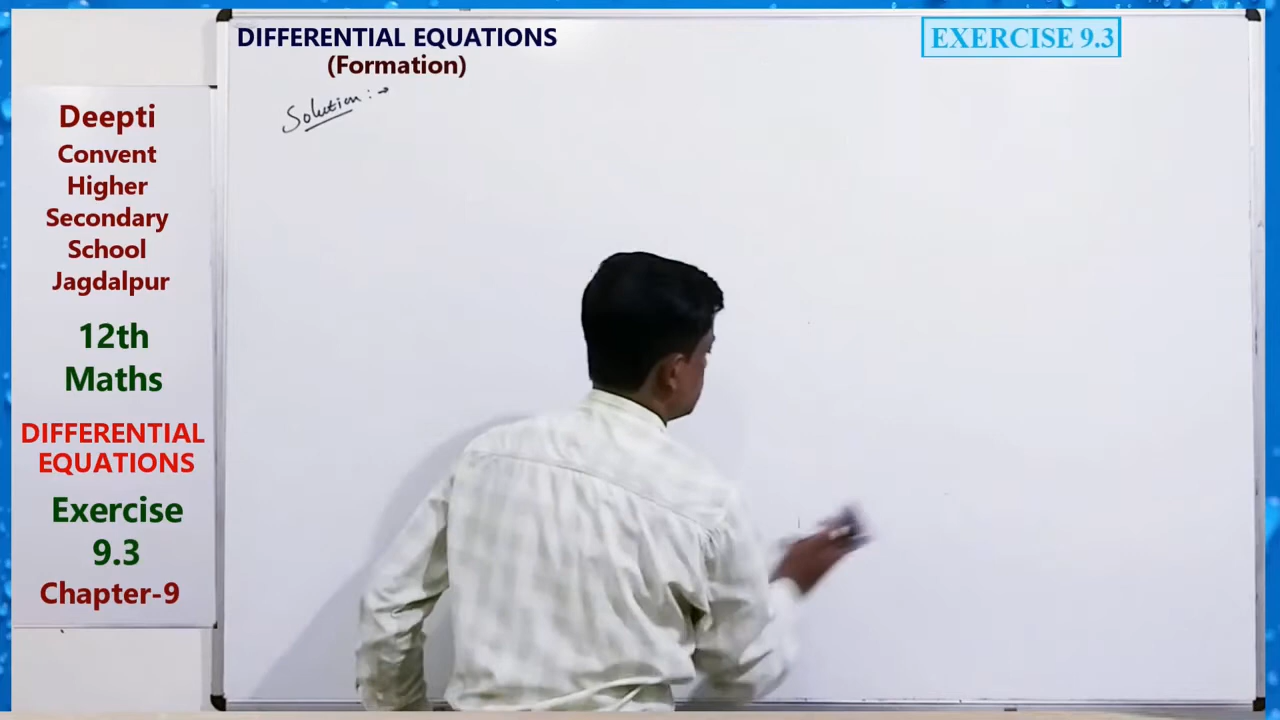 DIFFERENTIAL EQUATIONS
(Formation)
EXERCISE 9.3
Solution :→
Deepti
Convent
Higher
Secondary
School
Jagdalpur
12th
Maths
DIFFERENTIAL
EQUATIONS
Exercise
9.3
Chapter-9